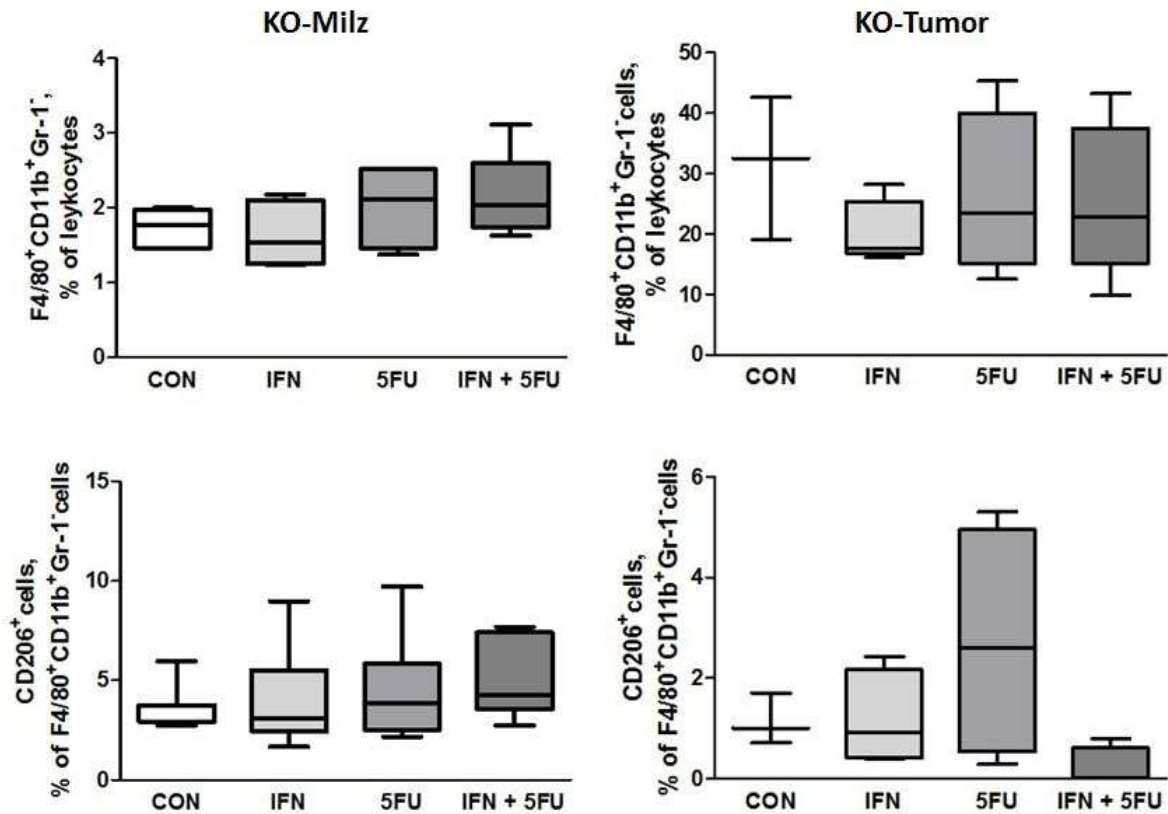 KO-Milz
F4/80⁺CD11b⁺Gr-1⁻,
% of leykocytes
4
3
2
1
0
CON IFN 5FU IFN + 5FU
KO-Tumor
F4/80⁺CD11b⁺Gr-1⁻cells,
% of leykocytes
50
40
30
20
10
0
CON IFN 5FU IFN + 5FU
CD206⁺ cells,
% of F4/80⁺CD11b⁺Gr-1⁻cells
15
10
5
0
CON IFN 5FU IFN + 5FU
CD206⁺ cells,
% of F4/80⁺CD11b⁺Gr-1⁻cells
6
4
2
0
CON IFN 5FU IFN + 5FU